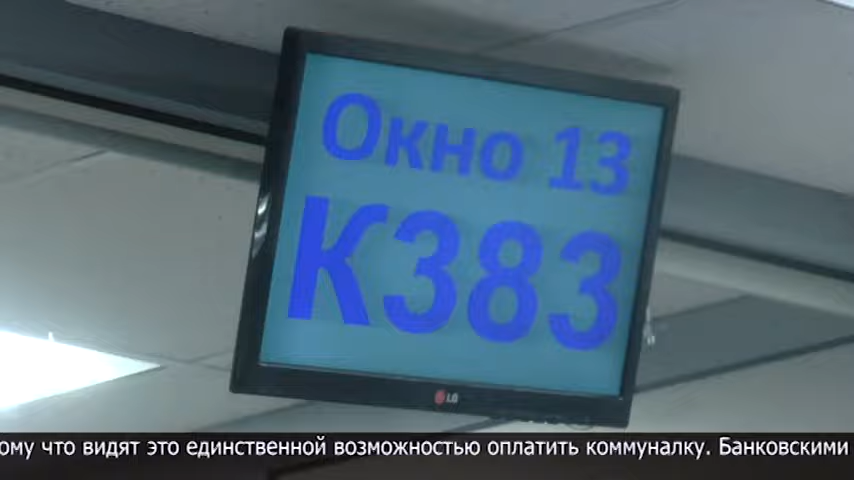 Окно 13
К383
LG
ому что видят это единственной возможностью оплатить коммуналку. Банковскими